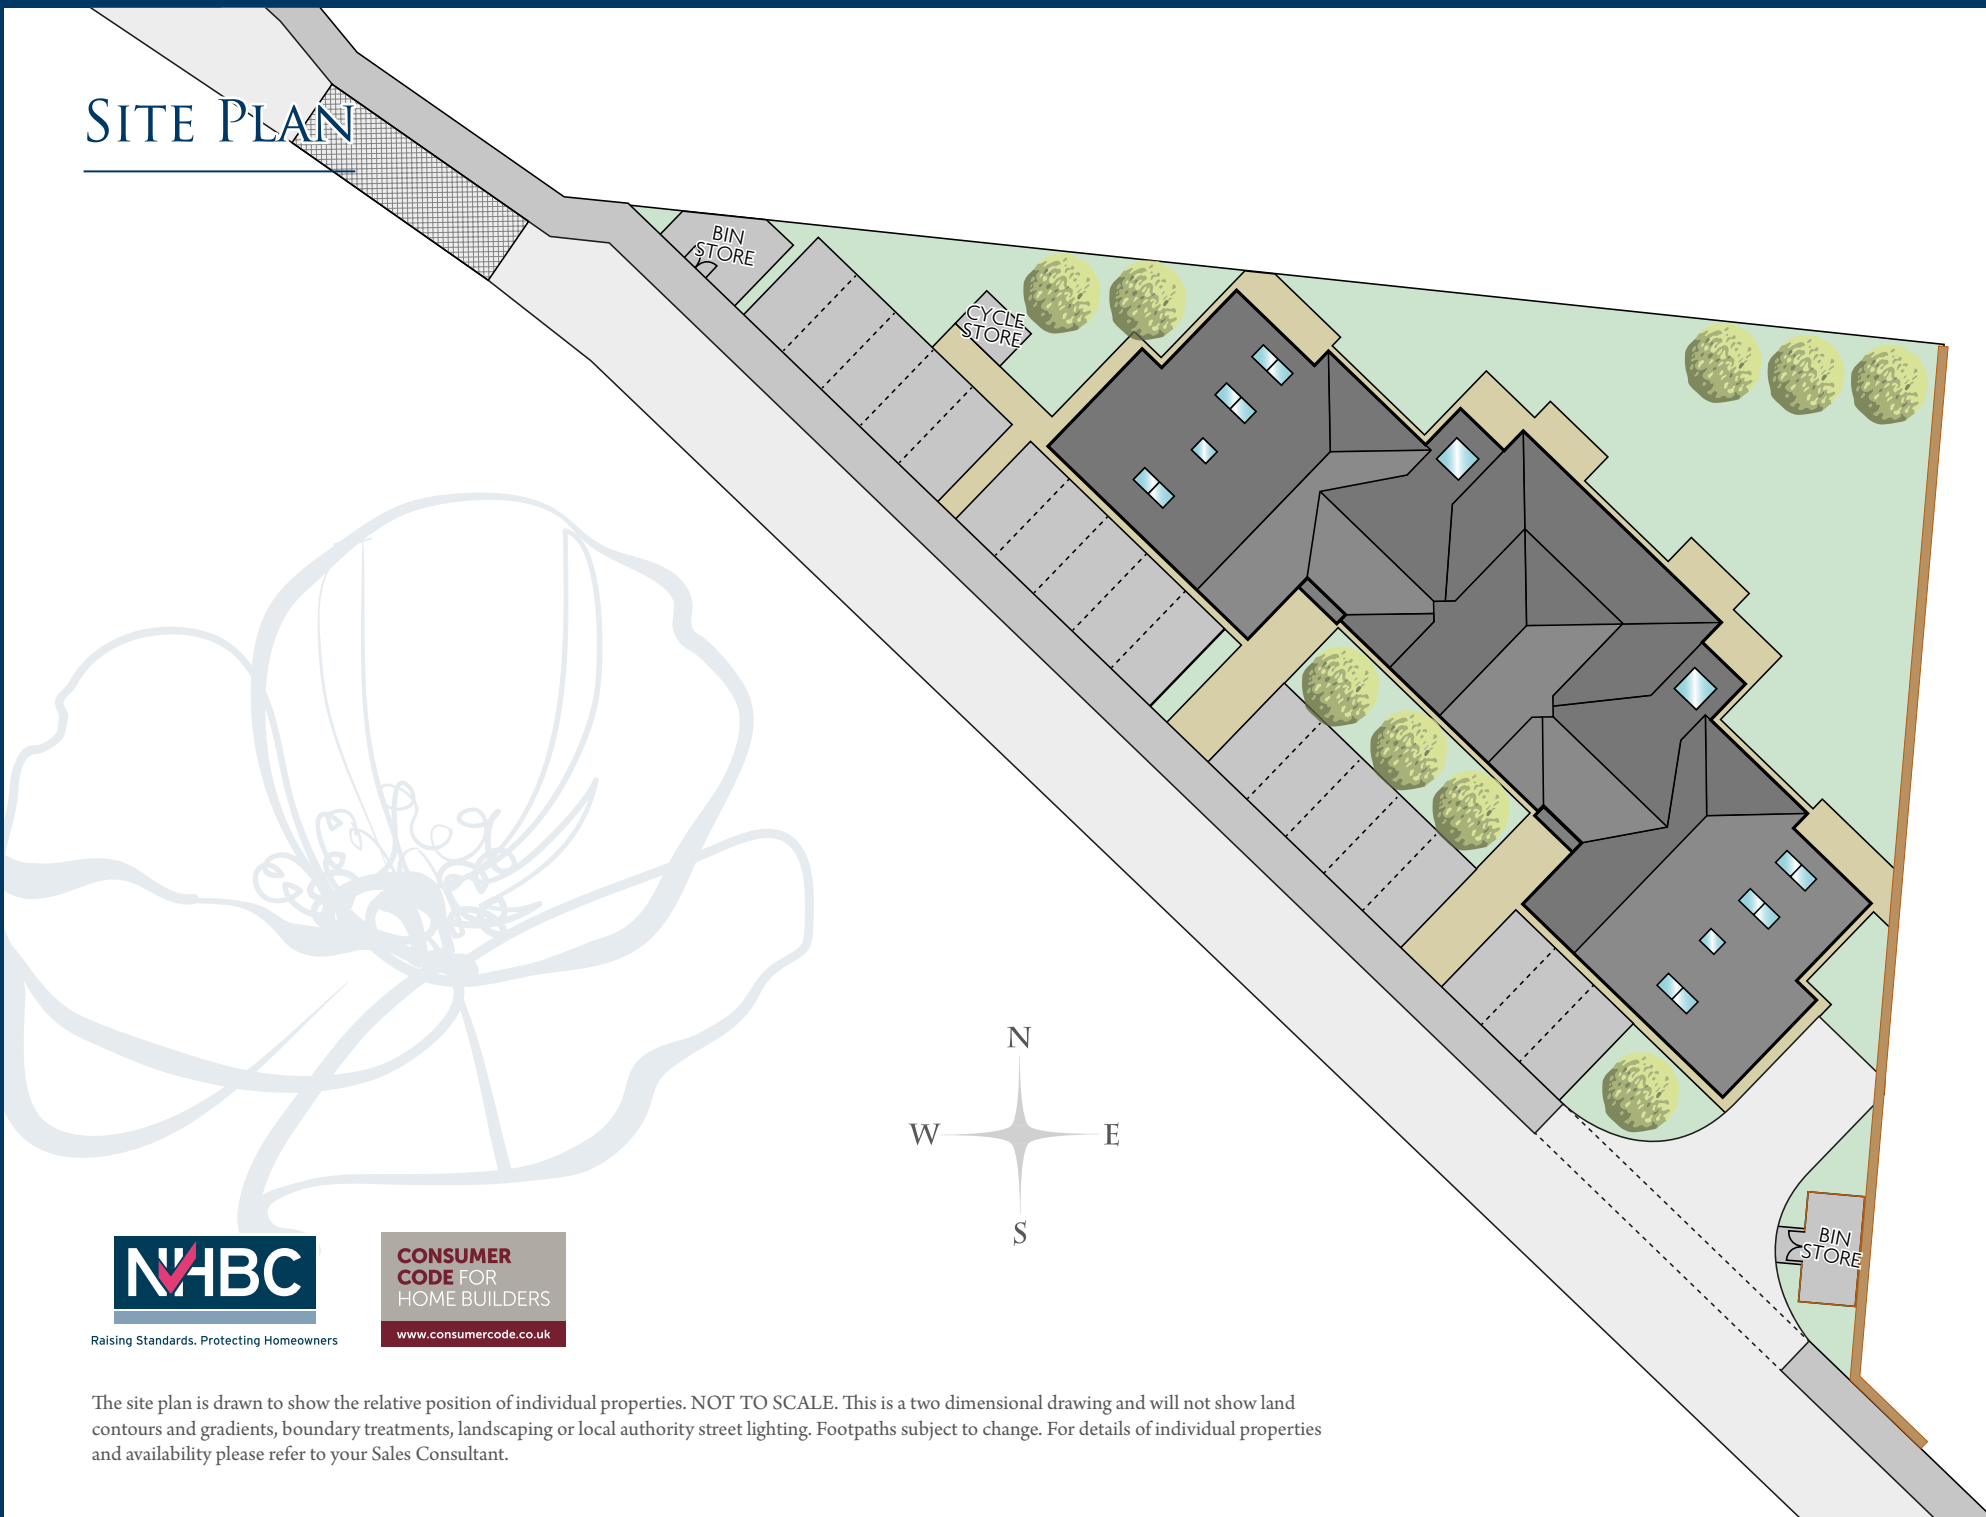 SITE PLAN
BIN
STORE
CYCLE
STORE
N
W
E
S
BIN
STORE
NHBC
Raising Standards. Protecting Homeowners
CONSUMER
CODE FOR
HOME BUILDERS
www.consumercode.co.uk
The site plan is drawn to show the relative position of individual properties. NOT TO SCALE. This is a two dimensional drawing and will not show land
contours and gradients, boundary treatments, landscaping or local authority street lighting. Footpaths subject to change. For details of individual properties
and availability please refer to your Sales Consultant.